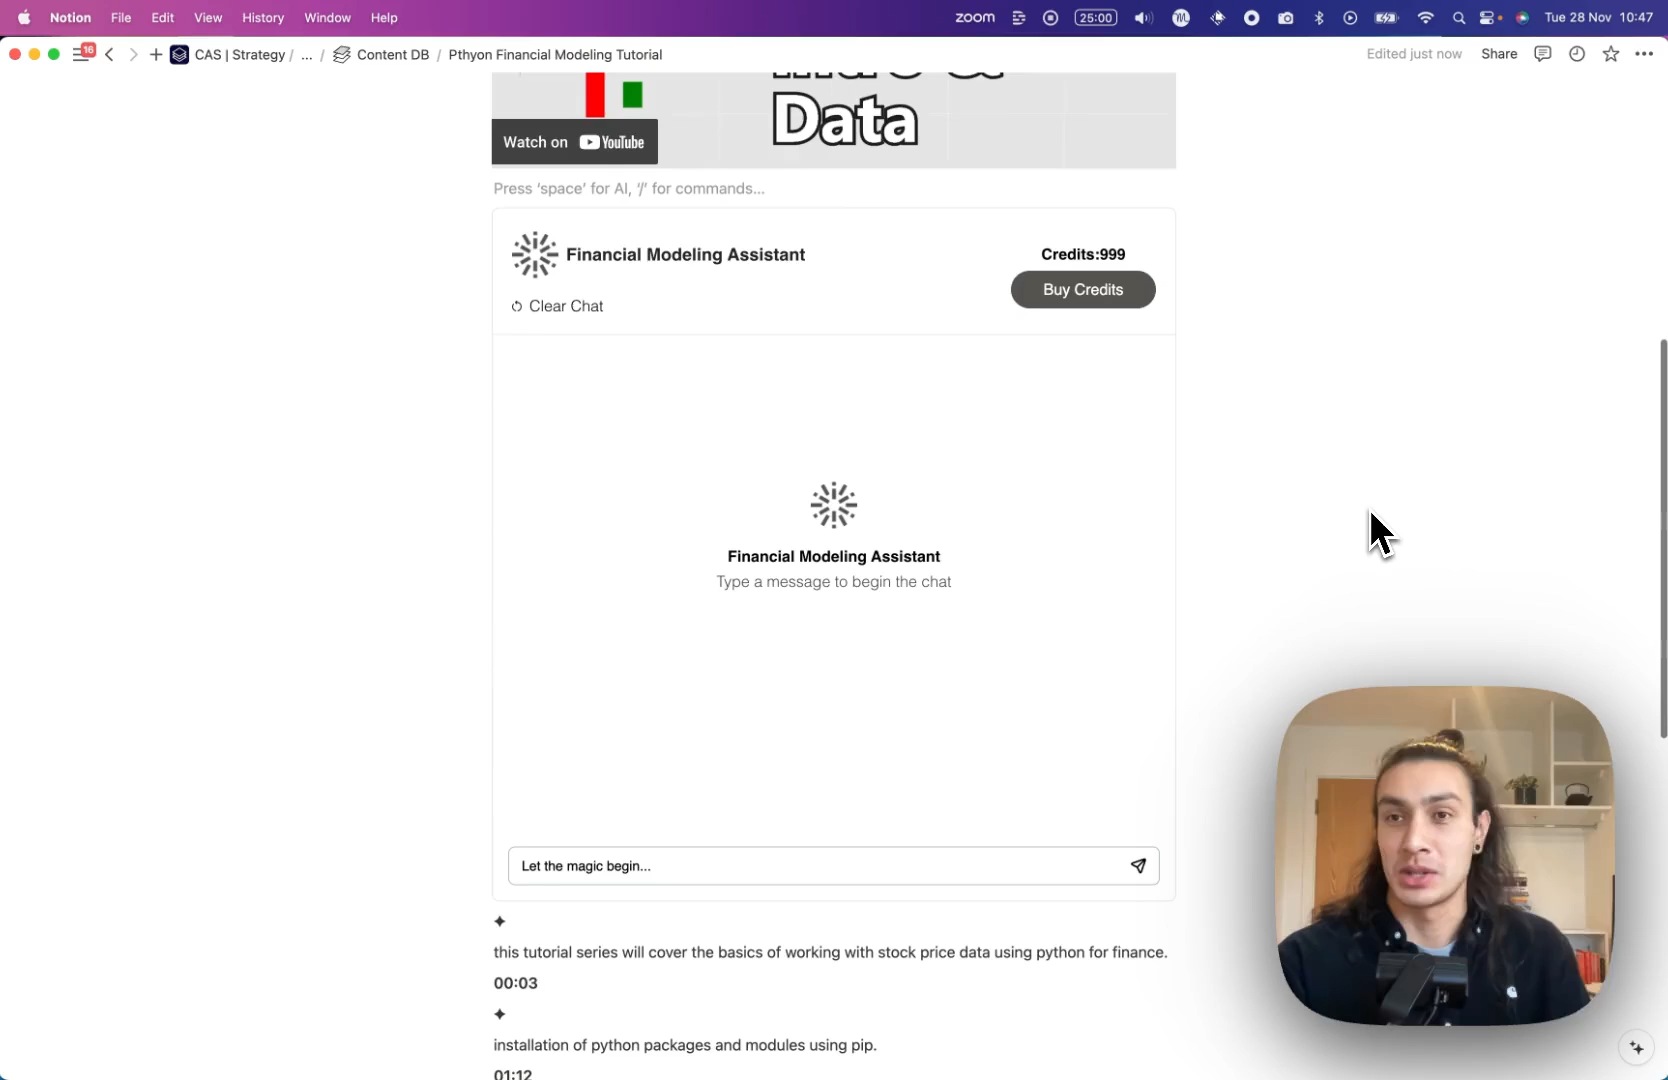 Notion File Edit View History Window Help zoom 25:00 Tue 28 Nov 10:47
16 CAS | Strategy / ... / Content DB / Pthyon Financial Modeling Tutorial Edited just now Share
Data
Watch on YouTube
Press ‘space’ for AI, ‘/’ for commands...
Financial Modeling Assistant
Credits:999
Buy Credits
Clear Chat
Financial Modeling Assistant
Type a message to begin the chat
Let the magic begin...
this tutorial series will cover the basics of working with stock price data using python for finance.
00:03
installation of python packages and modules using pip.
01:12